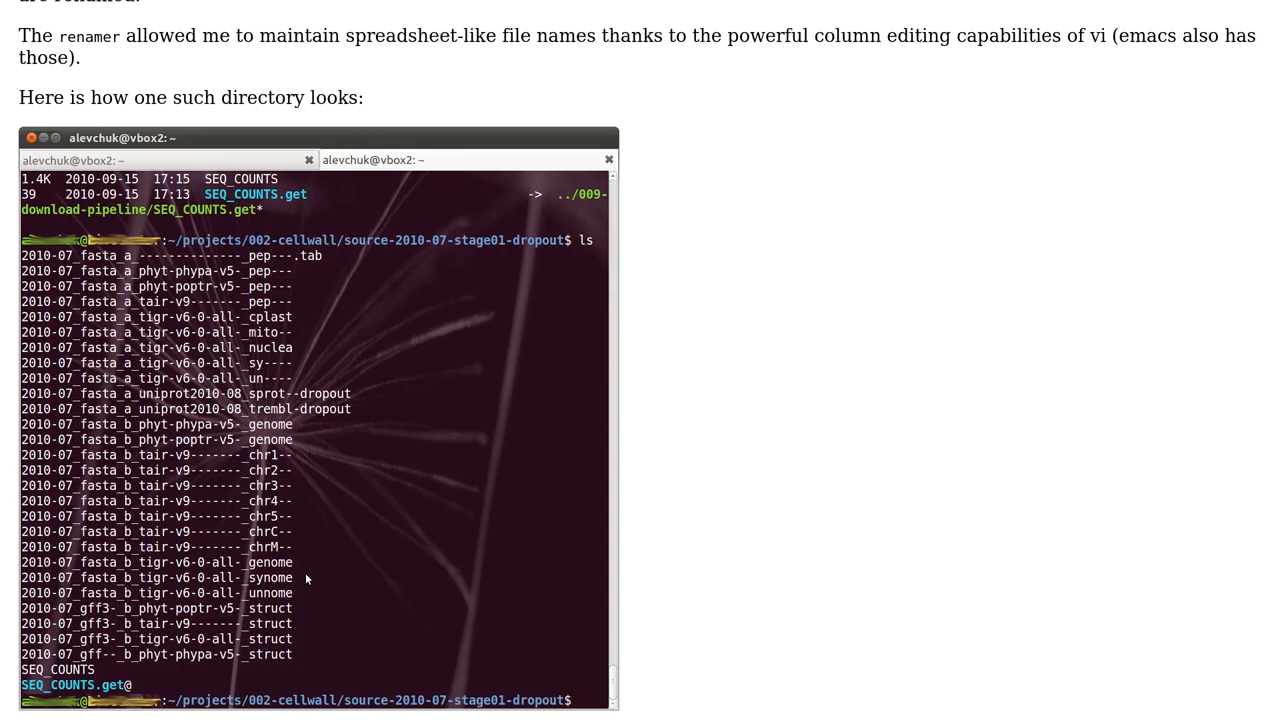 are renamed.
The renamer allowed me to maintain spreadsheet-like file names thanks to the powerful column editing capabilities of vi (emacs also has
those).
Here is how one such directory looks:
alevchuk@vbox2: ~
alevchuk@vbox2: ~
alevchuk@vbox2: ~
1.4K 2010-09-15 17:15 SEQ_COUNTS
39 2010-09-15 17:13 SEQ_COUNTS.get -> ../009-
download-pipeline/SEQ_COUNTS.get*
@ :~/projects/002-cellwall/source-2010-07-stage01-dropout$ ls
2010-07_fasta_a_--------------_pep---.tab
2010-07_fasta_a_phyt-phypa-v5-_pep---
2010-07_fasta_a_phyt-poptr-v5-_pep---
2010-07_fasta_a_tair-v9-------_pep---
2010-07_fasta_a_tigr-v6-0-all-_cplast
2010-07_fasta_a_tigr-v6-0-all-_mito--
2010-07_fasta_a_tigr-v6-0-all-_nuclea
2010-07_fasta_a_tigr-v6-0-all-_sy----
2010-07_fasta_a_tigr-v6-0-all-_un----
2010-07_fasta_a_uniprot2010-08_sprot--dropout
2010-07_fasta_a_uniprot2010-08_trembl-dropout
2010-07_fasta_b_phyt-phypa-v5-_genome
2010-07_fasta_b_phyt-poptr-v5-_genome
2010-07_fasta_b_tair-v9-------_chr1--
2010-07_fasta_b_tair-v9-------_chr2--
2010-07_fasta_b_tair-v9-------_chr3--
2010-07_fasta_b_tair-v9-------_chr4--
2010-07_fasta_b_tair-v9-------_chr5--
2010-07_fasta_b_tair-v9-------_chrC--
2010-07_fasta_b_tair-v9-------_chrM--
2010-07_fasta_b_tigr-v6-0-all-_genome
2010-07_fasta_b_tigr-v6-0-all-_synome
2010-07_fasta_b_tigr-v6-0-all-_unnome
2010-07_gff3-_b_phyt-poptr-v5-_struct
2010-07_gff3-_b_tair-v9-------_struct
2010-07_gff3-_b_tigr-v6-0-all-_struct
2010-07_gff--_b_phyt-phypa-v5-_struct
SEQ_COUNTS
SEQ_COUNTS.get@
@ :~/projects/002-cellwall/source-2010-07-stage01-dropout$